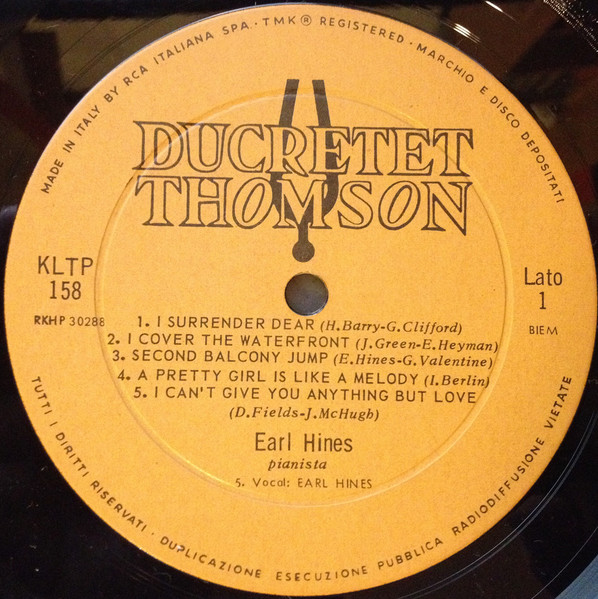 MADE IN ITALY BY RCA ITALIANA SPA · TMK ® REGISTERED · MARCHIO E DISCO DEPOSITATI
DUCRETET
THOMSON
KLTP
158
RKHP 30288
Lato
1
BIEM
1. I SURRENDER DEAR (H.Barry-G.Clifford)
2. I COVER THE WATERFRONT (J.Green-E.Heyman)
3. SECOND BALCONY JUMP (E.Hines-G.Valentine)
4. A PRETTY GIRL IS LIKE A MELODY (I.Berlin)
5. I CAN'T GIVE YOU ANYTHING BUT LOVE
(D.Fields-J.McHugh)
Earl Hines
pianista
5. Vocal: EARL HINES
TUTTI I DIRITTI RISERVATI · DUPLICAZIONE ESECUZIONE PUBBLICA RADIODIFFUSIONE VIETATE